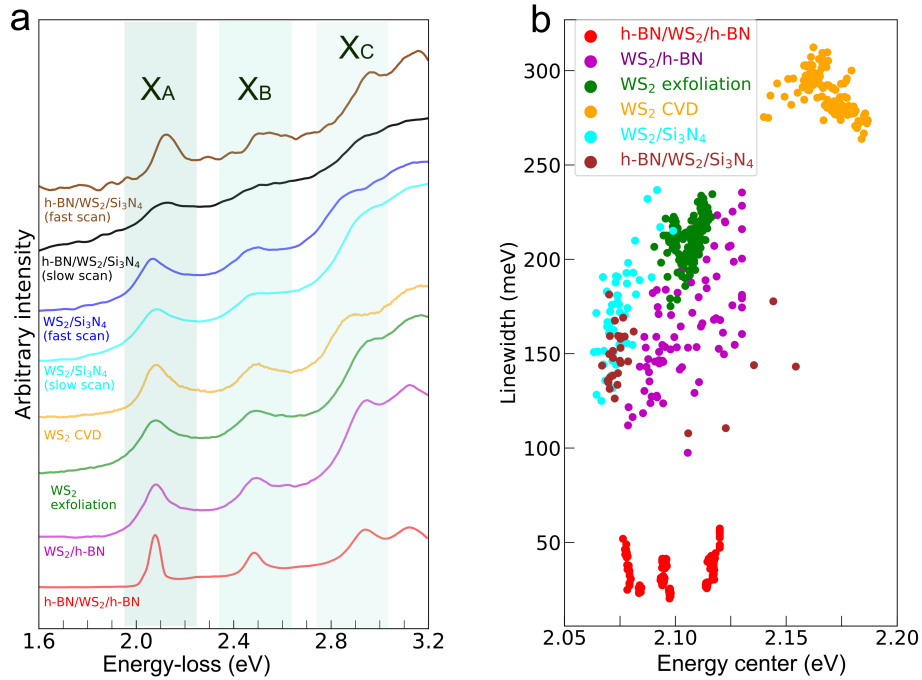 a
X_A
X_B
X_C
h-BN/WS₂/Si₃N₄
(fast scan)
h-BN/WS₂/Si₃N₄
(slow scan)
WS₂/Si₃N₄
(fast scan)
WS₂/Si₃N₄
(slow scan)
WS₂ CVD
WS₂
exfoliation
WS₂/h-BN
h-BN/WS₂/h-BN
Arbitrary intensity
1.6 2.0 2.4 2.8 3.2
Energy-loss (eV)
b
h-BN/WS₂/h-BN
WS₂/h-BN
WS₂ exfoliation
WS₂ CVD
WS₂/Si₃N₄
h-BN/WS₂/Si₃N₄
300
250
200
150
100
50
Linewidth (meV)
2.05 2.10 2.15 2.20
Energy center (eV)